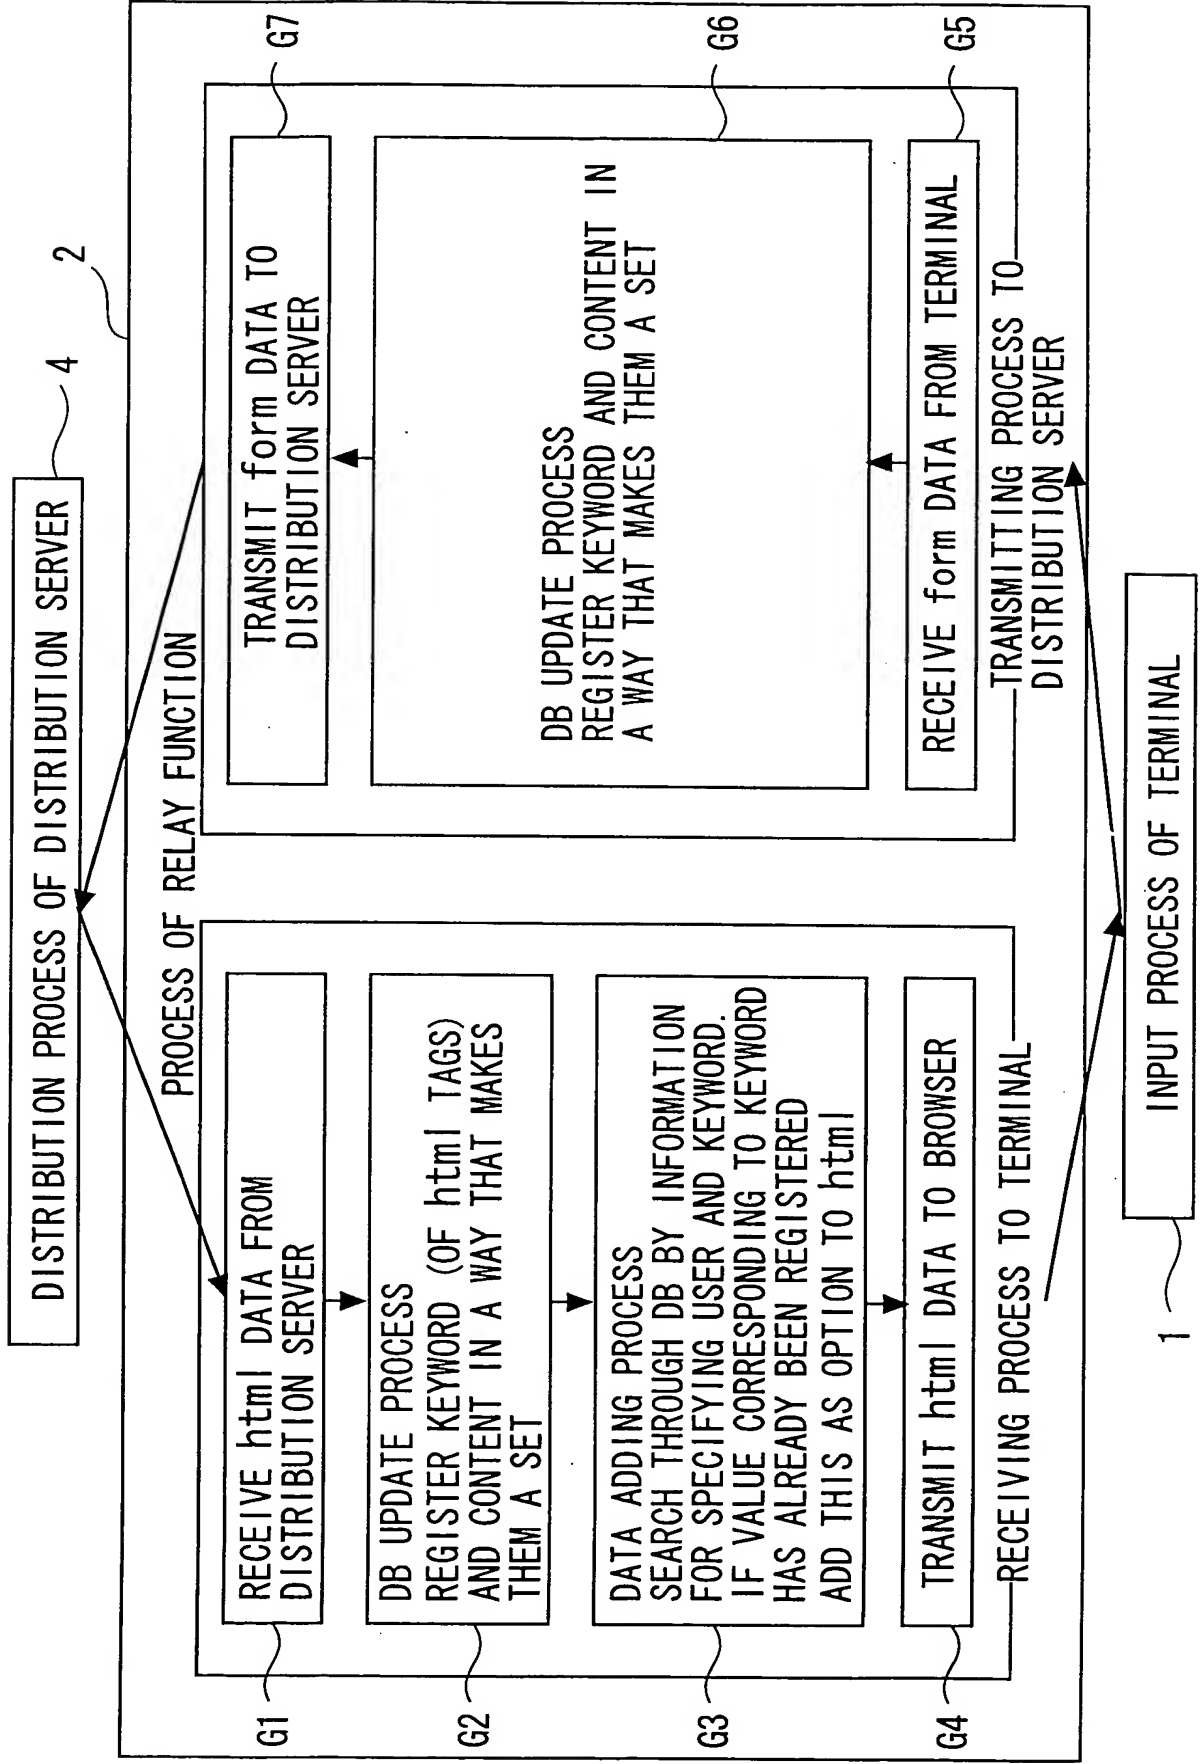 DISTRIBUTION PROCESS OF DISTRIBUTION SERVER
4
2
PROCESS OF RELAY FUNCTION
G1
RECEIVE html DATA FROM
DISTRIBUTION SERVER
G2
DB UPDATE PROCESS
REGISTER KEYWORD (OF html TAGS)
AND CONTENT IN A WAY THAT MAKES
THEM A SET
G3
DATA ADDING PROCESS
SEARCH THROUGH DB BY INFORMATION
FOR SPECIFYING USER AND KEYWORD.
IF VALUE CORRESPONDING TO KEYWORD
HAS ALREADY BEEN REGISTERED
ADD THIS AS OPTION TO html
G4
TRANSMIT html DATA TO BROWSER
RECEIVING PROCESS TO TERMINAL
G7
TRANSMIT form DATA TO
DISTRIBUTION SERVER
G6
DB UPDATE PROCESS
REGISTER KEYWORD AND CONTENT IN
A WAY THAT MAKES THEM A SET
G5
RECEIVE form DATA FROM TERMINAL
TRANSMITTING PROCESS TO
DISTRIBUTION SERVER
1
INPUT PROCESS OF TERMINAL